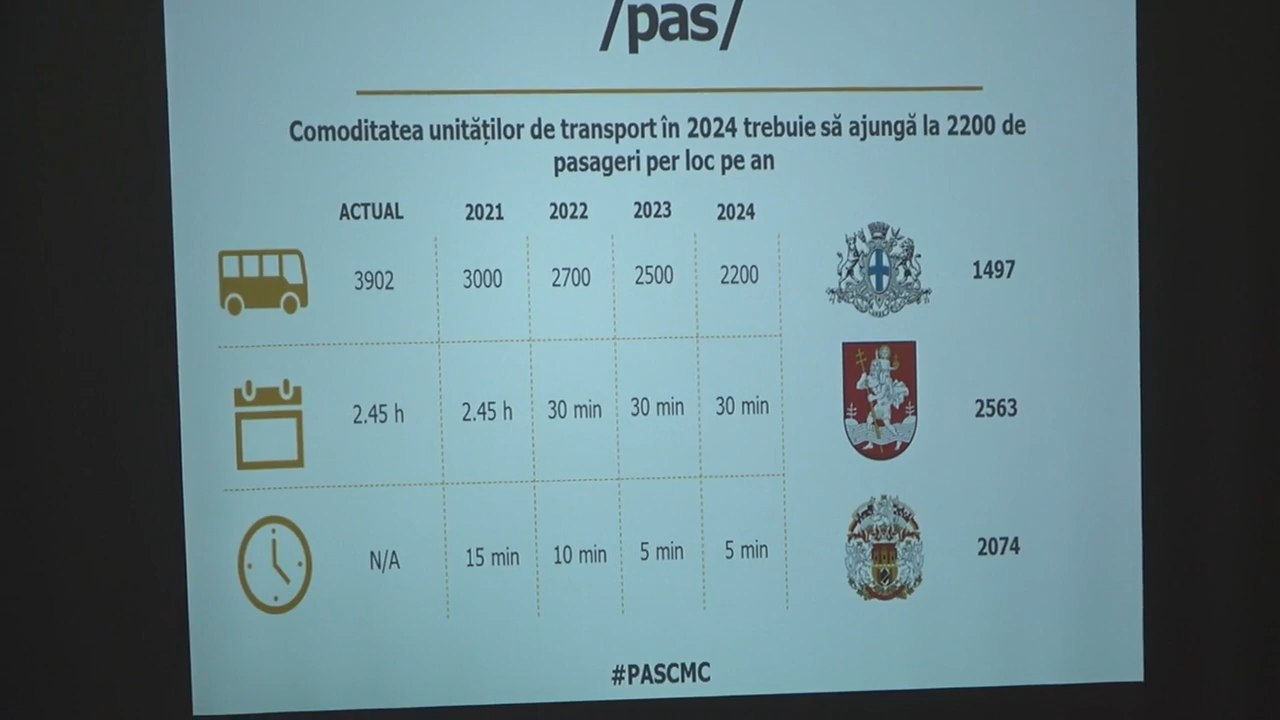 /pas/
Comoditatea unităților de transport în 2024 trebuie să ajungă la 2200 de
pasageri per loc pe an
ACTUAL 2021 2022 2023 2024
3902 3000 2700 2500 2200 1497
2.45 h 2.45 h 30 min 30 min 30 min 2563
N/A 15 min 10 min 5 min 5 min 2074
#PASCMC